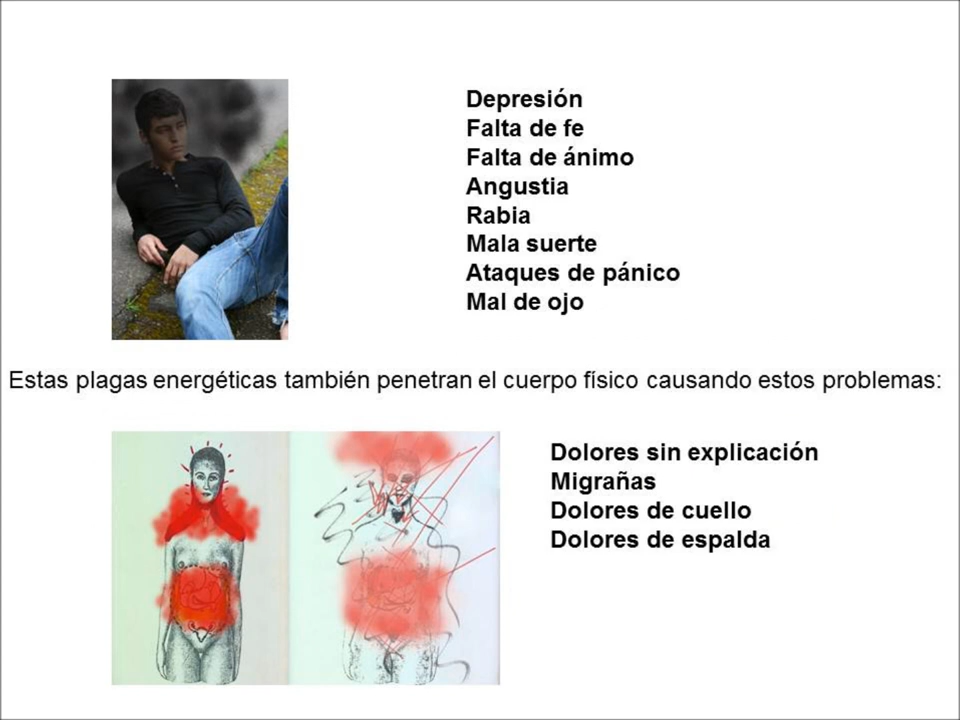 Depresión
Falta de fe
Falta de ánimo
Angustia
Rabia
Mala suerte
Ataques de pánico
Mal de ojo
Estas plagas energéticas también penetran el cuerpo físico causando estos problemas:
Dolores sin explicación
Migrañas
Dolores de cuello
Dolores de espalda